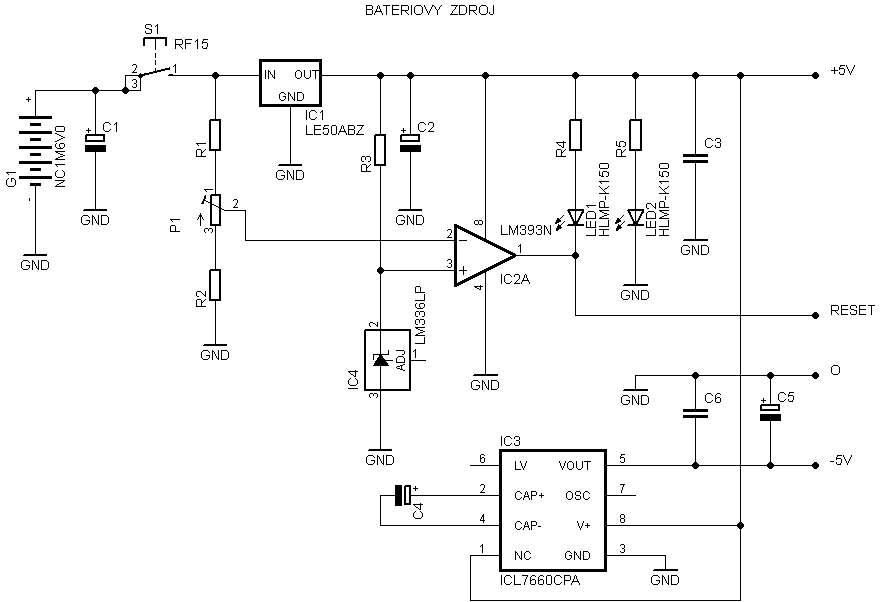 BATERIOVY ZDROJ
S1
RF15
2
1
3
+
G1
NC1M6V0
-
GND
+
C1
GND
R1
P1
1
2
3
R2
GND
IN
OUT
GND
IC1
LE50ABZ
GND
R3
+
C2
GND
2
3
8
-
+
1
4
LM393N
IC2A
GND
LM336LP
2
ADJ
1
IC4
3
GND
R4
LED1
HLMP-K150
R5
LED2
HLMP-K150
GND
C3
GND
+5V
RESET
O
GND
C6
+
C5
-5V
IC3
6
LV
VOUT
5
2
CAP+
OSC
7
4
CAP-
V+
8
1
NC
GND
3
ICL7660CPA
+
C4
GND